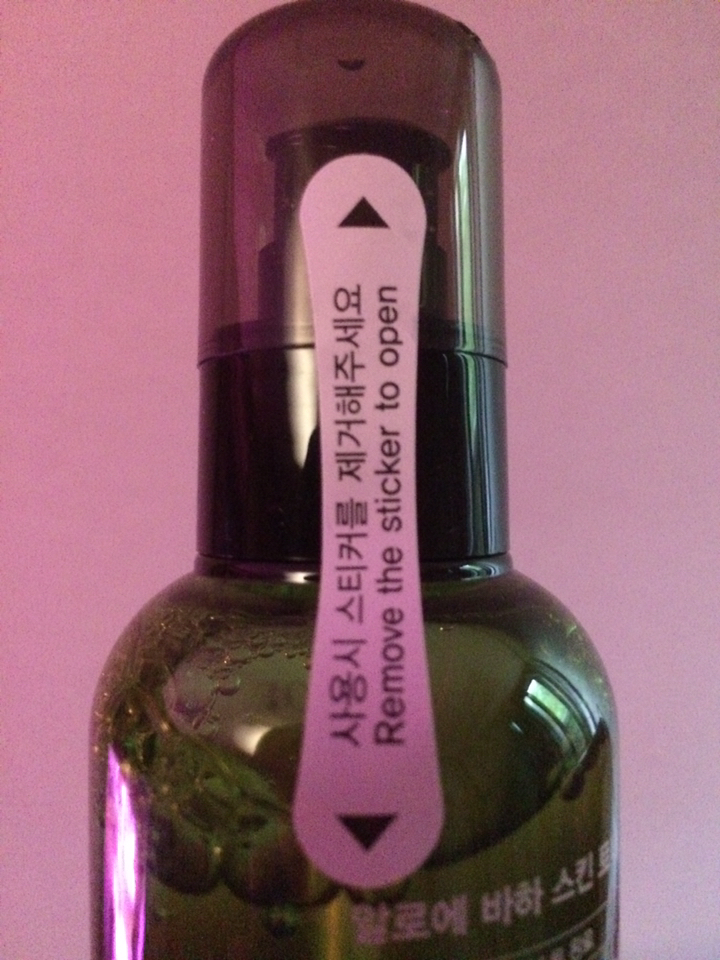 사용시 스티커를 제거해주세요
Remove the sticker to open
알로에 바하 스킨